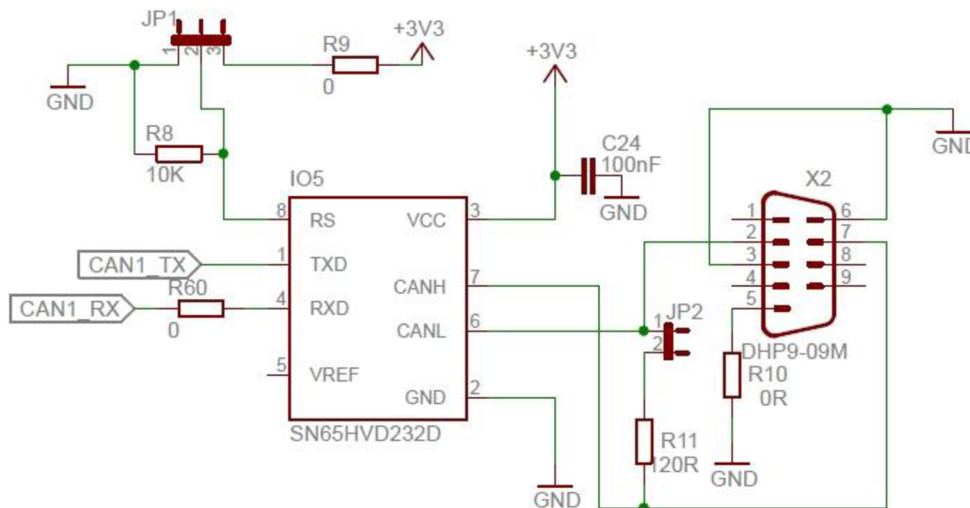 JP1
1
2
3
R9
0
+3V3
+3V3
GND
R8
10K
C24
100nF
GND
GND
X2
IO5
8 RS
VCC 3
1 TXD
CANH 7
4 RXD
CANL 6
5 VREF
GND 2
SN65HVD232D
CAN1_TX
CAN1_RX
R60
0
1
2
3
4
5
6
7
8
9
JP2
1
2
DHP9-09M
R10
0R
R11
120R
GND
GND